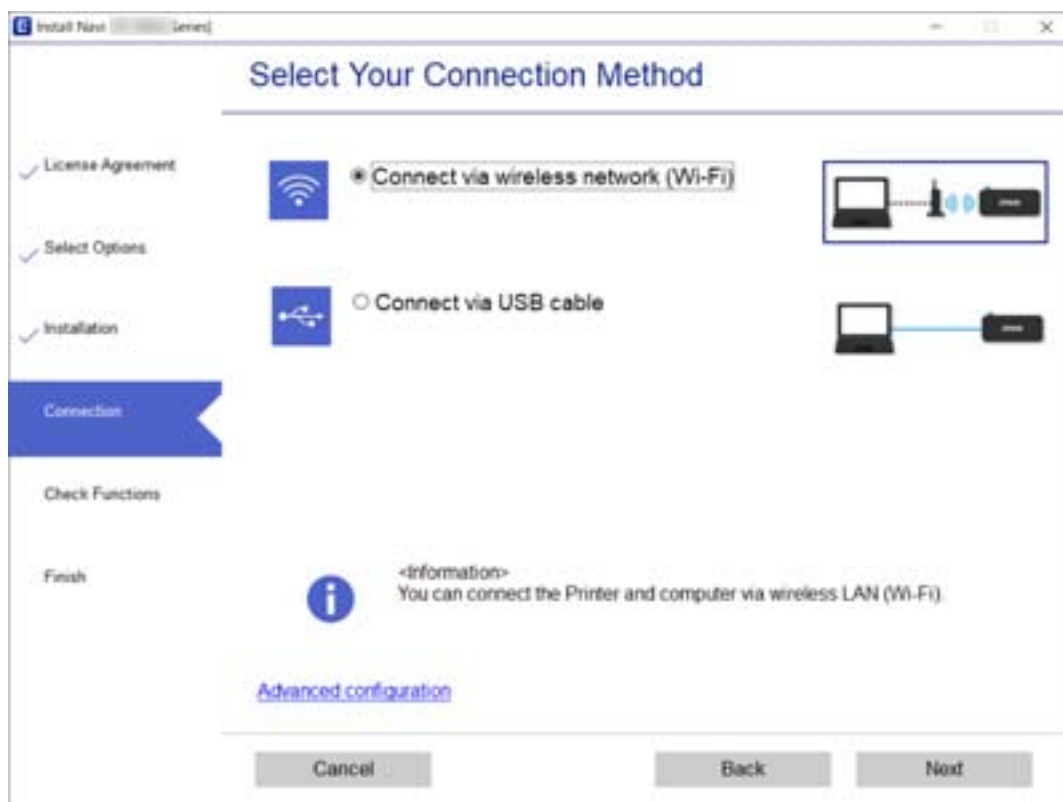 Install Navi Series]
Select Your Connection Method
License Agreement
Select Options
Installation
Connection
Check Functions
Finish
Connect via wireless network (Wi-Fi)
Connect via USB cable
<Information>
You can connect the Printer and computer via wireless LAN (Wi-Fi).
Advanced configuration
Cancel
Back
Next